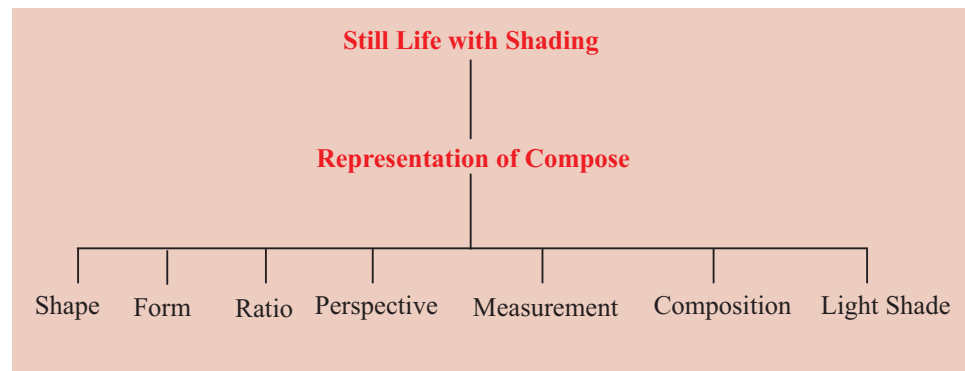 Still Life with Shading
Representation of Compose
Shape Form Ratio Perspective Measurement Composition Light Shade